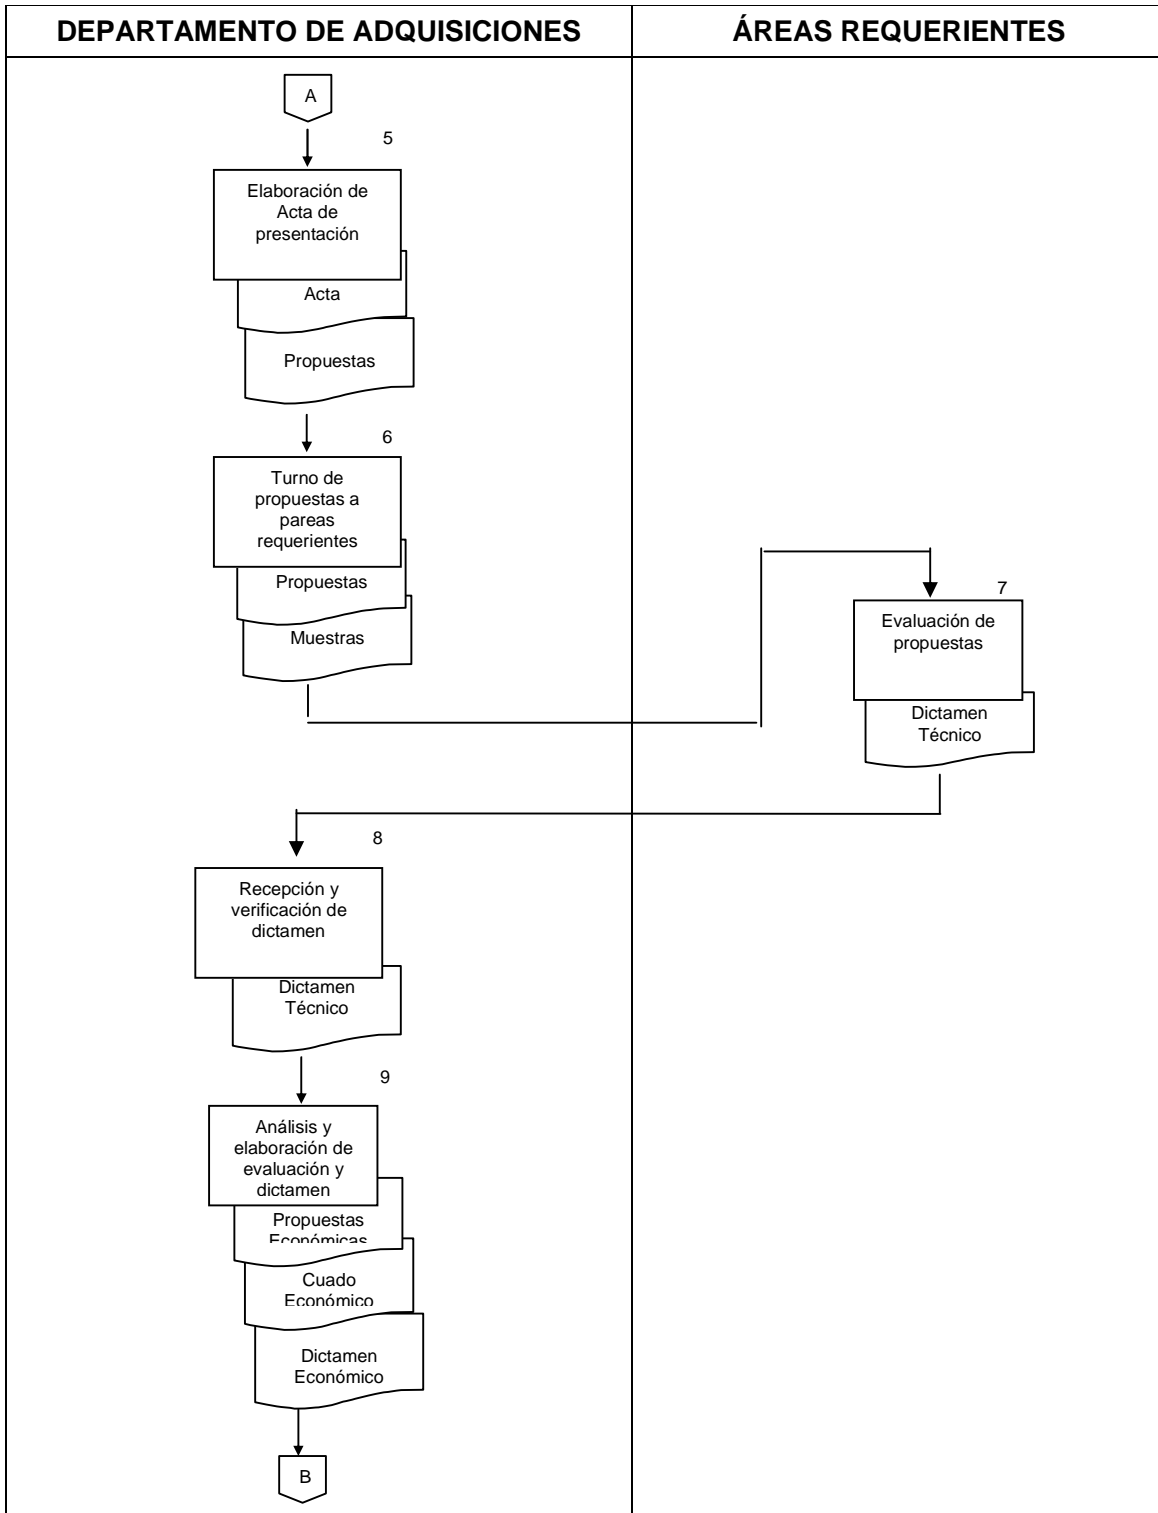 DEPARTAMENTO DE ADQUISICIONES
ÁREAS REQUERIENTES
A
5
Elaboración de
Acta de
presentación
Acta
Propuestas
6
Turno de
propuestas a
pareas
requerientes
Propuestas
Muestras
7
Evaluación de
propuestas
Dictamen
Técnico
8
Recepción y
verificación de
dictamen
Dictamen
Técnico
9
Análisis y
elaboración de
evaluación y
dictamen
Propuestas
Económicas
Cuado
Económico
Dictamen
Económico
B